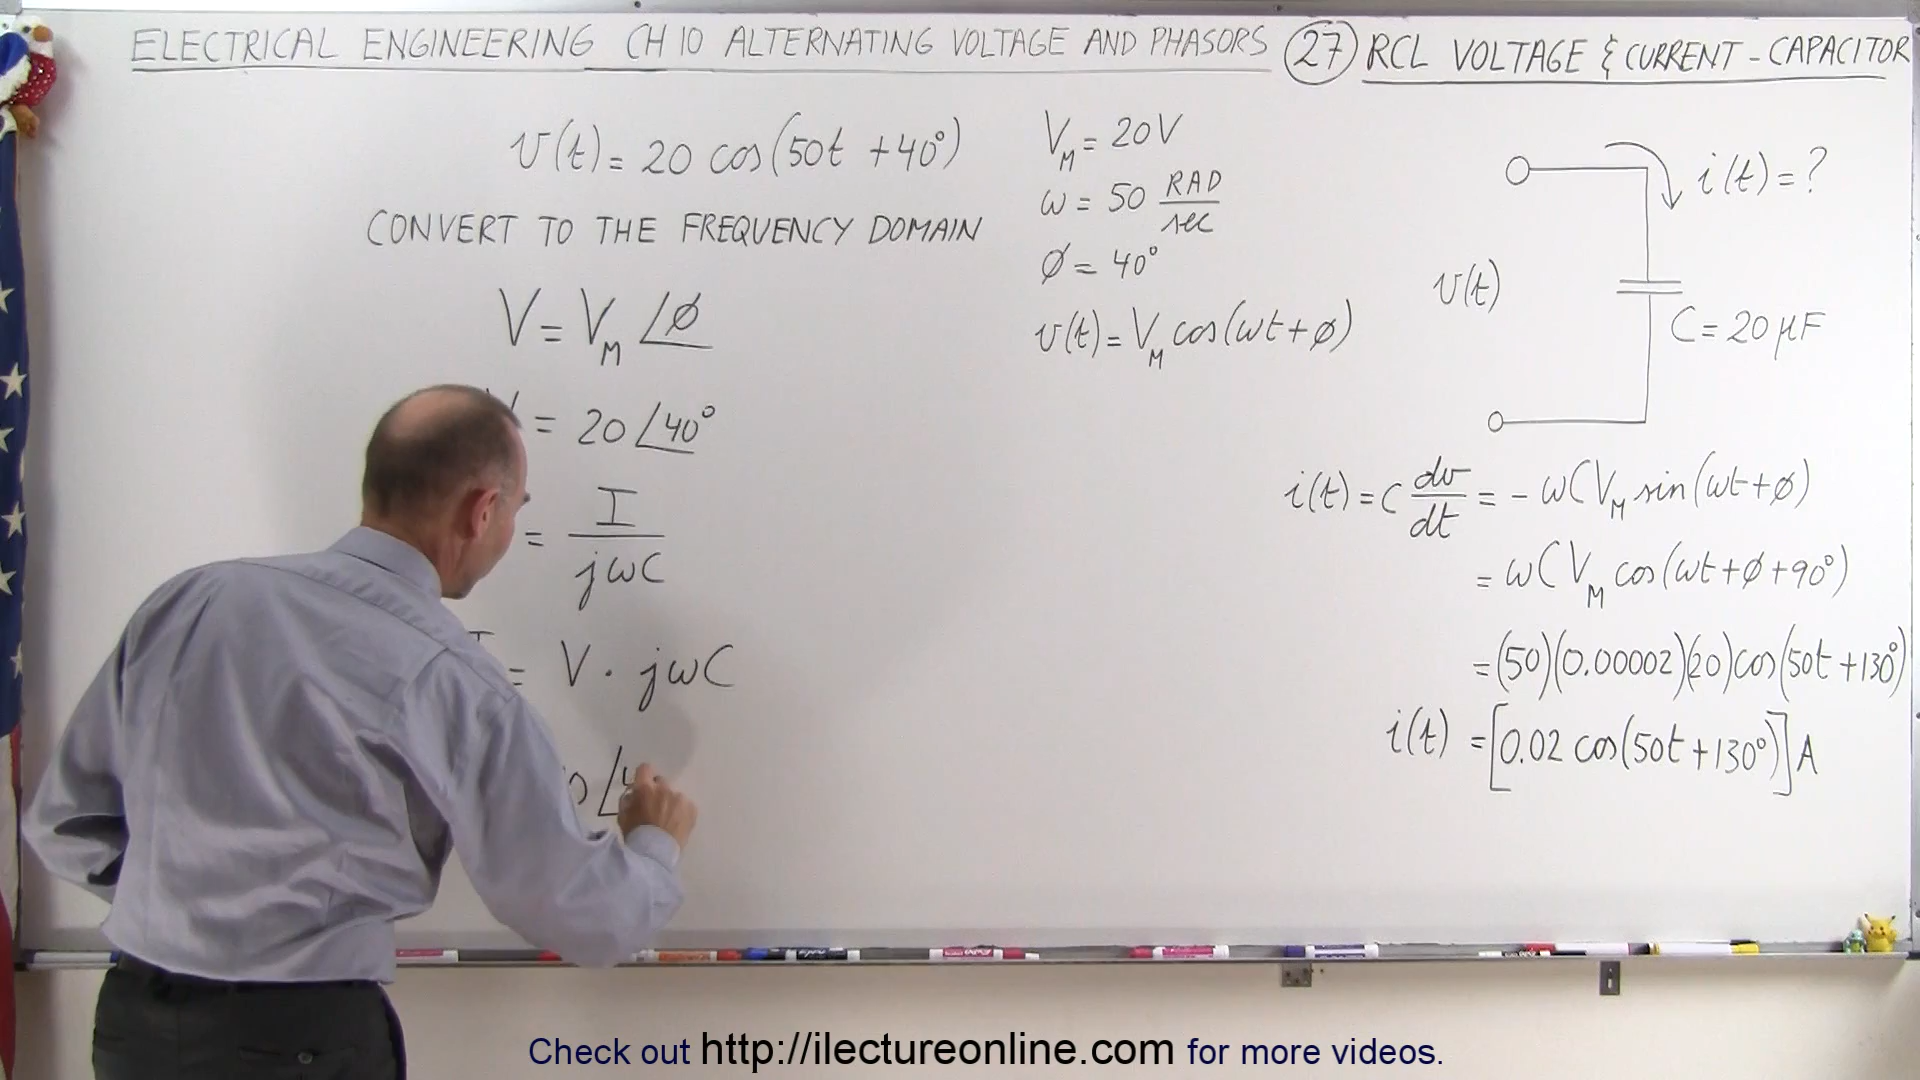 ELECTRICAL ENGINEERING CH 10 ALTERNATING VOLTAGE AND PHASORS 27 RCL VOLTAGE & CURRENT - CAPACITOR
v(t) = 20 cos(50t + 40°)
CONVERT TO THE FREQUENCY DOMAIN
V = V_M ∠ø
= 20 ∠40°
= I / jωC
= V · jωC
V_M = 20V
ω = 50 RAD/sec
ø = 40°
v(t) = V_M cos(ωt + ø)
i(t) = ?
v(t)
C = 20 µF
i(t) = C dv/dt = - ωCV_M sin(ωt + ø)
= ωCV_M cos(ωt + ø + 90°)
= (50)(0.00002)(20)cos(50t + 130°)
i(t) = [0.02 cos(50t + 130°)] A
Check out http://ilectureonline.com for more videos.